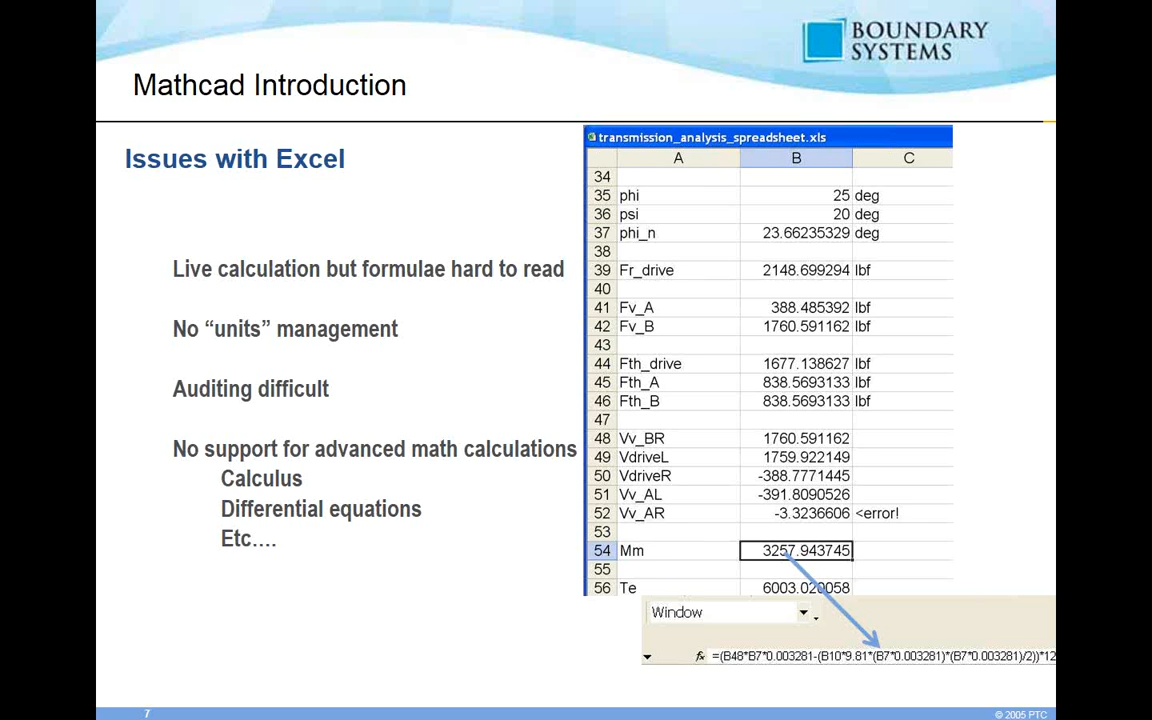 BOUNDARY
SYSTEMS
Mathcad Introduction
Issues with Excel
Live calculation but formulae hard to read
No “units” management
Auditing difficult
No support for advanced math calculations
Calculus
Differential equations
Etc....
transmission_analysis_spreadsheet.xls
A B C
34
35 phi 25 deg
36 psi 20 deg
37 phi_n 23.66235329 deg
38
39 Fr_drive 2148.699294 lbf
40
41 Fv_A 388.485392 lbf
42 Fv_B 1760.591162 lbf
43
44 Fth_drive 1677.138627 lbf
45 Fth_A 838.5693133 lbf
46 Fth_B 838.5693133 lbf
47
48 Vv_BR 1760.591162
49 VdriveL 1759.922149
50 VdriveR -388.7771445
51 Vv_AL -391.8090526
52 Vv_AR -3.3236606 <error!
53
54 Mm 3257.943745
55
56 Te 6003.020058
Window
fx =(B48*B7*0.003281-(B10*9.81*(B7*0.003281)*(B7*0.003281)/2))*12
7
© 2005 PTC